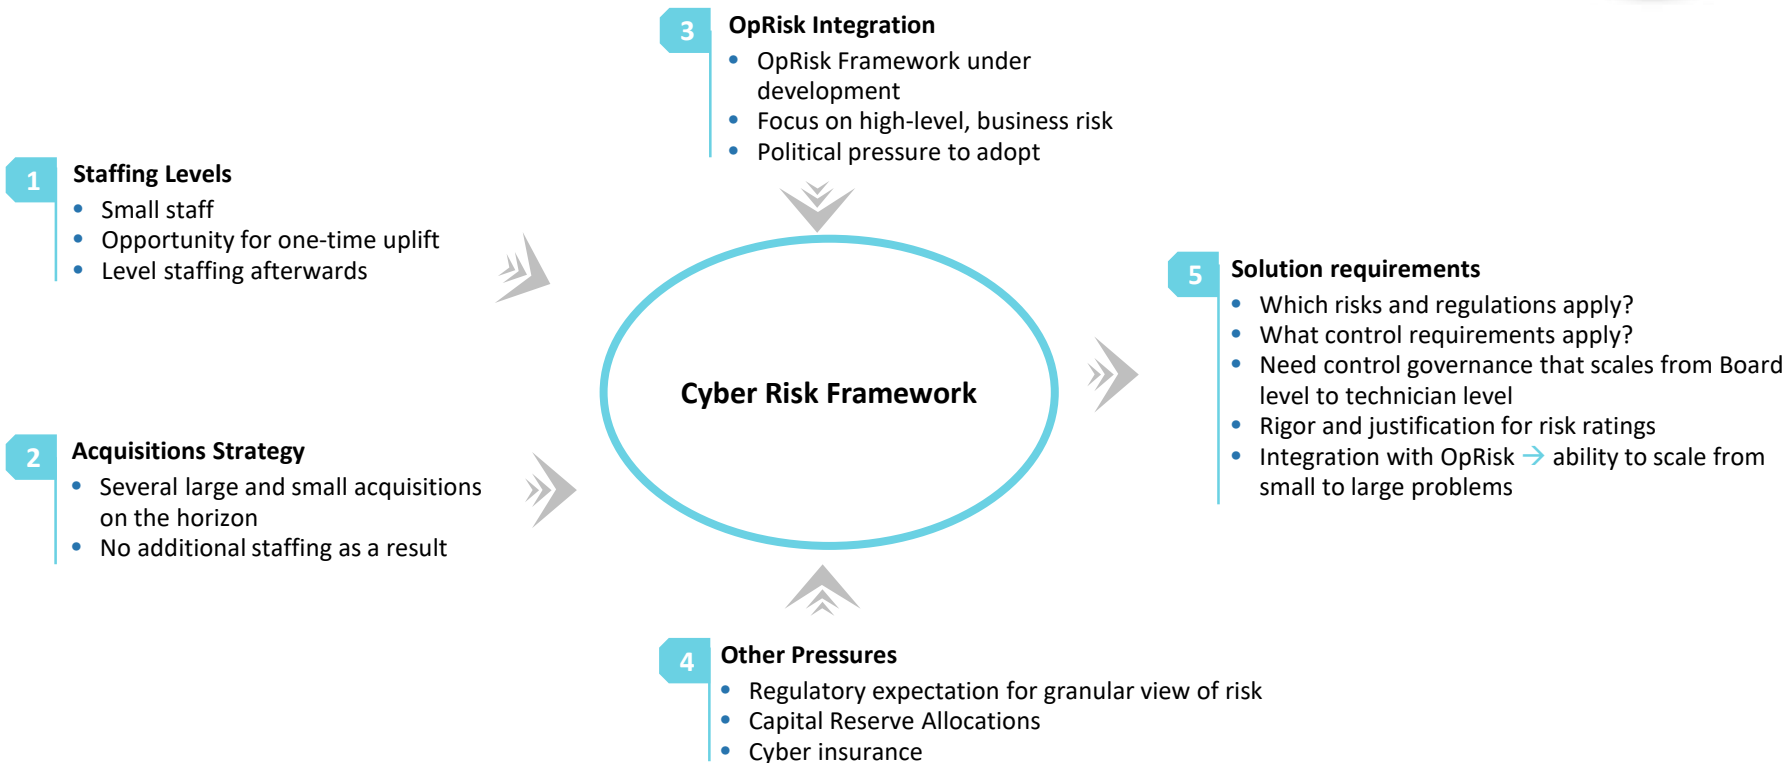 1
Staffing Levels
• Small staff
• Opportunity for one-time uplift
• Level staffing afterwards
2
Acquisitions Strategy
• Several large and small acquisitions
on the horizon
• No additional staffing as a result
3
OpRisk Integration
• OpRisk Framework under
development
• Focus on high-level, business risk
• Political pressure to adopt
Cyber Risk Framework
4
Other Pressures
• Regulatory expectation for granular view of risk
• Capital Reserve Allocations
• Cyber insurance
5
Solution requirements
• Which risks and regulations apply?
• What control requirements apply?
• Need control governance that scales from Board
level to technician level
• Rigor and justification for risk ratings
• Integration with OpRisk → ability to scale from
small to large problems